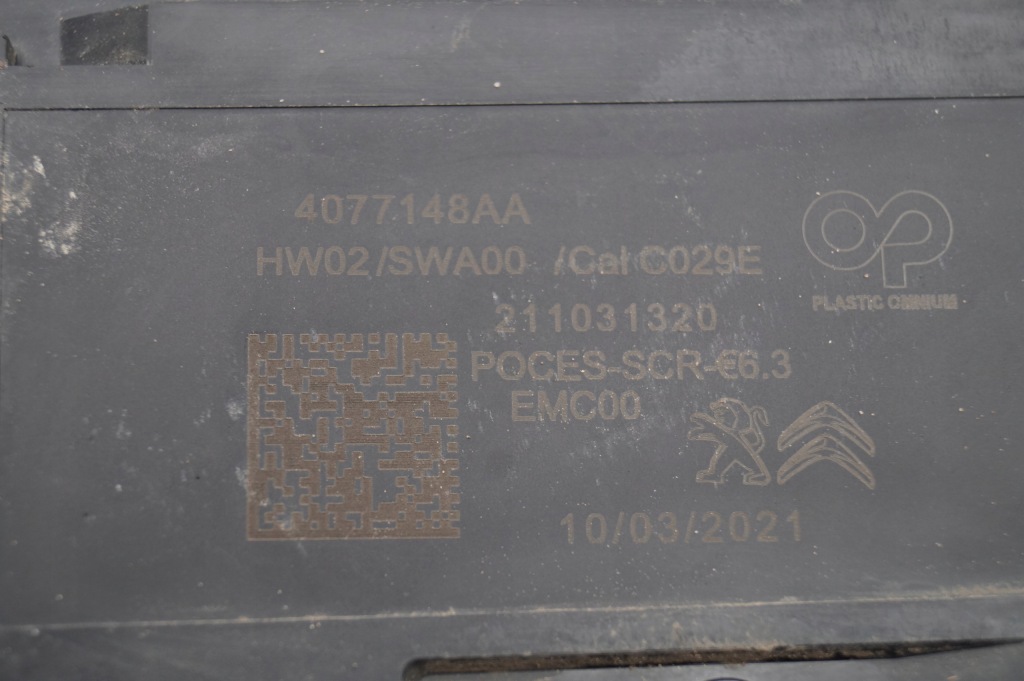 4077148AA
HW02/SWA00 /Cal C029E
PLASTIC OMNIUM
211031320
POCES-SCR-€6.3
EMC00
10/03/2021